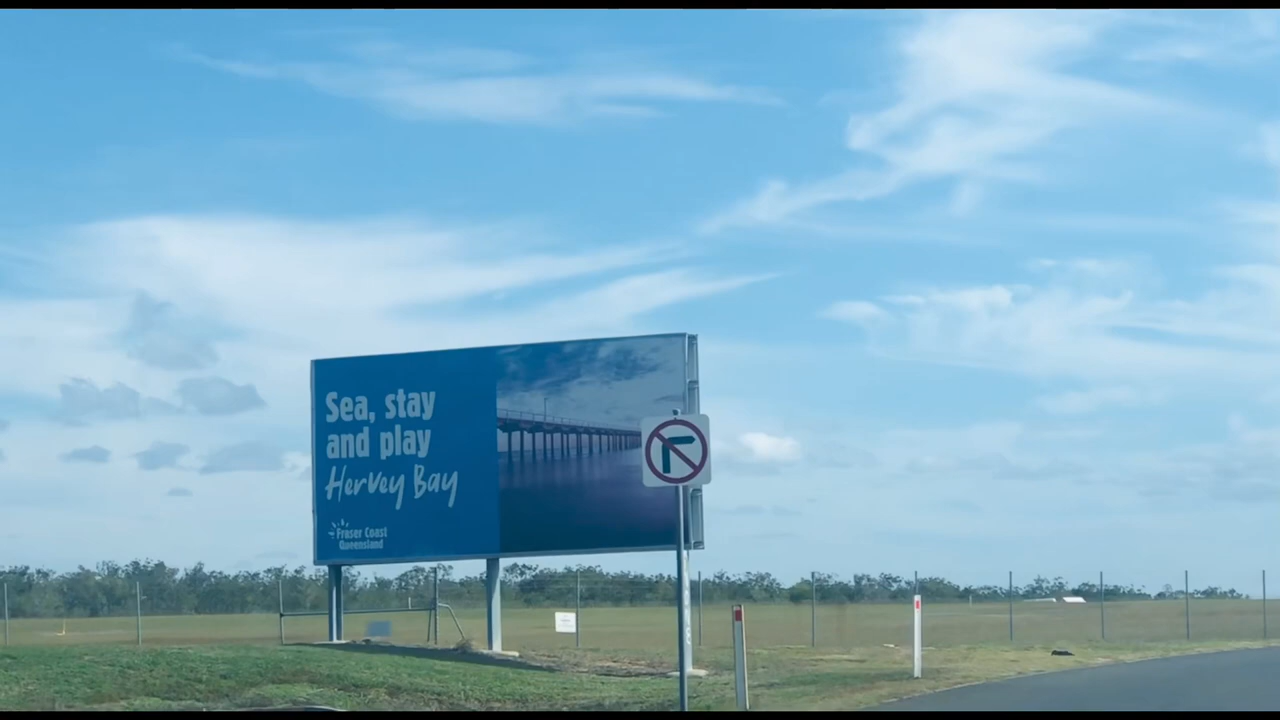 Sea, stay
and play
Hervey Bay
Fraser Coast
Queensland